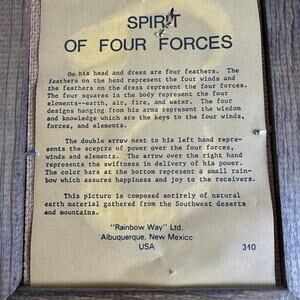 SPIRIT
OF FOUR FORCES
On his head and dress are four feathers. The
feathers on the head represent the four winds and
the feathers on the dress represent the four forces.
The four squares in the body represent the four
elements--earth, air, fire, and water. The four
designs hanging from his arms represent the wisdom
and knowledge which are the keys to the four winds,
forces, and elements.
The double arrow next to his left hand repre-
sents the sceptre of power over the four forces,
winds and elements. The arrow over the right hand
represents the swiftness in delivery of his power.
The color bars at the bottom represent a small rain-
bow which assures happiness and joy to the receivers.
This picture is composed entirely of natural
earth material gathered from the Southwest deserts
and mountains.
"Rainbow Way" Ltd.
Albuquerque, New Mexico
USA
310